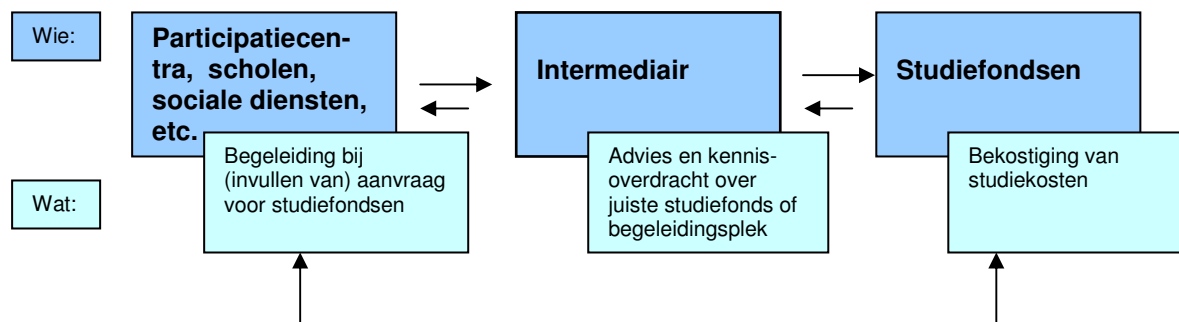 Wie:
Participatiecen-
tra, scholen,
sociale diensten,
etc.
Intermediair
Studiefondsen
Wat:
Begeleiding bij
(invullen van) aanvraag
voor studiefondsen
Advies en kennis-
overdracht over
juiste studiefonds of
begeleidingsplek
Bekostiging van
studiekosten